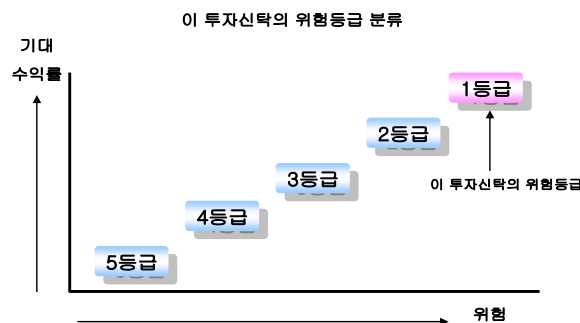 이 투자신탁의 위험등급 분류
기대
수익률
1등급
2등급
3등급
이 투자신탁의 위험등급
4등급
5등급
위험